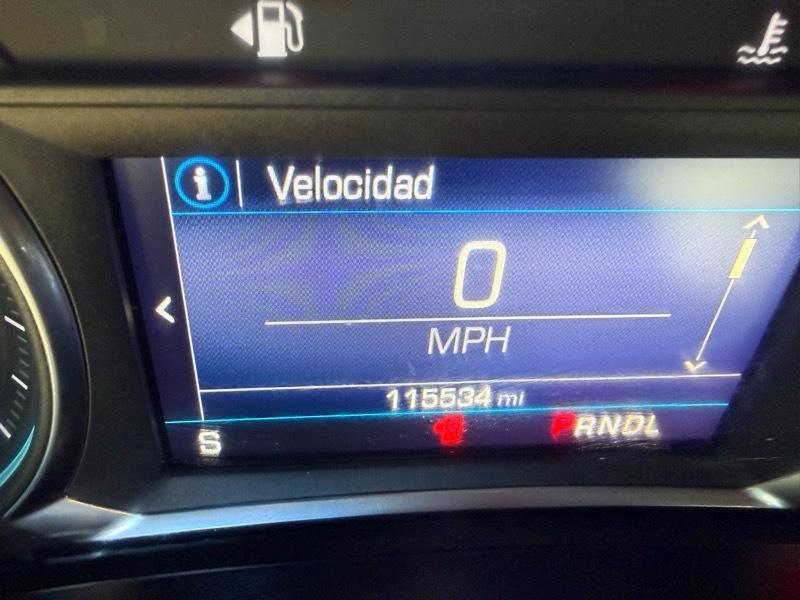 Velocidad
0
MPH
115534 mi
S PRNDL